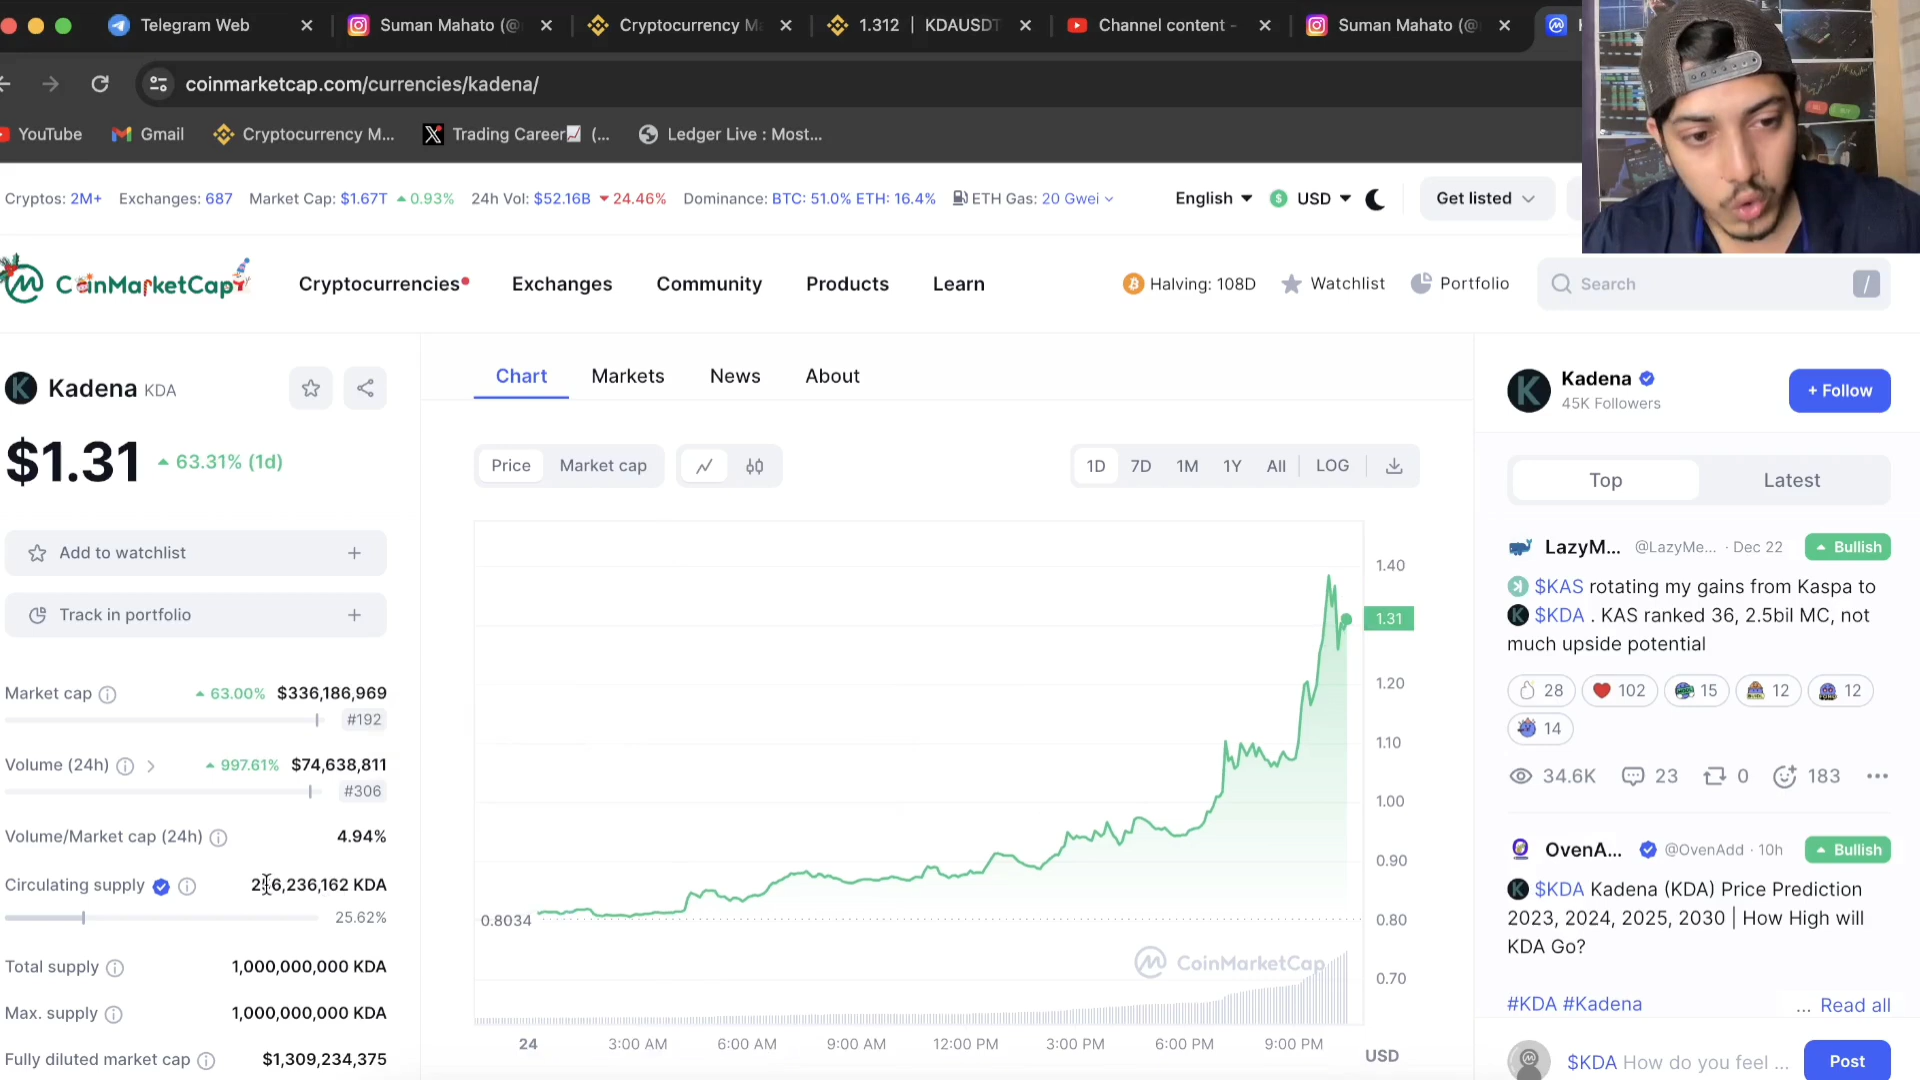 Telegram Web
Suman Mahato (@
Cryptocurrency M
1.312 | KDAUSDT
Channel content -
Suman Mahato (@
coinmarketcap.com/currencies/kadena/
YouTube
Gmail
Cryptocurrency M...
Trading Career📈 (...
Ledger Live : Most...
Cryptos: 2M+ Exchanges: 687 Market Cap: $1.67T ▲ 0.93% 24h Vol: $52.16B ▼ 24.46% Dominance: BTC: 51.0% ETH: 16.4% ETH Gas: 20 Gwei
English
USD
Get listed
CoinMarketCap
Cryptocurrencies
Exchanges
Community
Products
Learn
Halving: 108D
Watchlist
Portfolio
Search
/
Kadena KDA
$1.31 ▲ 63.31% (1d)
Add to watchlist +
Track in portfolio +
Market cap ▲ 63.00% $336,186,969
#192
Volume (24h) ▲ 997.61% $74,638,811
#306
Volume/Market cap (24h) 4.94%
Circulating supply 256,236,162 KDA
25.62%
Total supply 1,000,000,000 KDA
Max. supply 1,000,000,000 KDA
Fully diluted market cap $1,309,234,375
Chart
Markets
News
About
Price
Market cap
1D
7D
1M
1Y
All
LOG
1.40
1.31
1.20
1.10
1.00
0.90
0.80
0.70
0.8034
CoinMarketCap
24
3:00 AM
6:00 AM
9:00 AM
12:00 PM
3:00 PM
6:00 PM
9:00 PM
USD
Kadena
45K Followers
+ Follow
Top
Latest
LazyM... @LazyMe... · Dec 22 ▲ Bullish
$KAS rotating my gains from Kaspa to
$KDA . KAS ranked 36, 2.5bil MC, not
much upside potential
28
102
15
12
12
14
34.6K
23
0
183
OvenA... @OvenAdd · 10h ▲ Bullish
$KDA Kadena (KDA) Price Prediction
2023, 2024, 2025, 2030 | How High will
KDA Go?
#KDA #Kadena
... Read all
$KDA How do you feel ...
Post